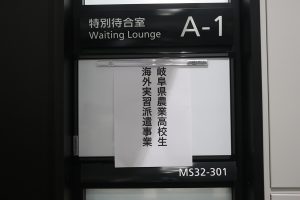 特別待合室
Waiting Lounge
A-1
岐阜県農業高校生
海外実習派遣事業
MS32-301